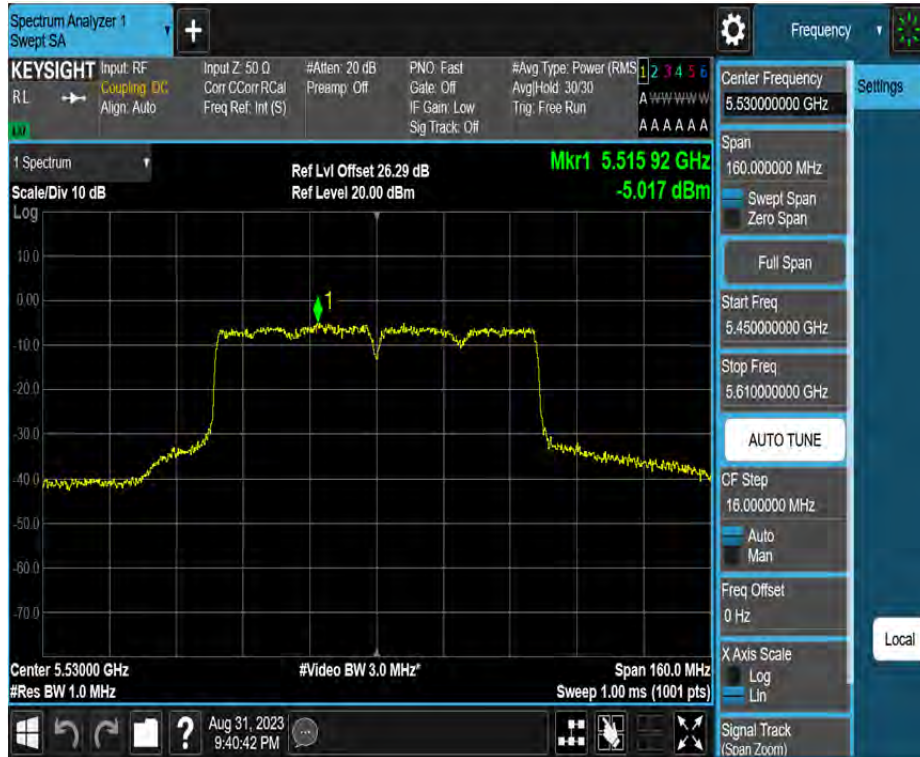 Spectrum Analyzer 1
Swept SA
+
Frequency
KEYSIGHT
RL
Input: RF
Coupling: DC
Align: Auto
Input Z: 50 Ω
Corr CCorr RCal
Freq Ref: Int (S)
#Atten: 20 dB
Preamp: Off
PNO: Fast
Gate: Off
IF Gain: Low
Sig Track: Off
#Avg Type: Power (RMS
Avg|Hold: 30/30
Trig: Free Run
1 2 3 4 5 6
A W W W W W
A A A A A A
1 Spectrum
Scale/Div 10 dB
Ref Lvl Offset 26.29 dB
Ref Level 20.00 dBm
Mkr1 5.515 92 GHz
-5.017 dBm
Log
10.0
0.00
-10.0
-20.0
-30.0
-40.0
-50.0
-60.0
-70.0
1
Center 5.53000 GHz
#Res BW 1.0 MHz
#Video BW 3.0 MHz*
Span 160.0 MHz
Sweep 1.00 ms (1001 pts)
?
Aug 31, 2023
9:40:42 PM
Center Frequency
5.530000000 GHz
Span
160.000000 MHz
Swept Span
Zero Span
Full Span
Start Freq
5.450000000 GHz
Stop Freq
5.610000000 GHz
AUTO TUNE
CF Step
16.000000 MHz
Auto
Man
Freq Offset
0 Hz
X Axis Scale
Log
Lin
Signal Track
(Span Zoom)
Settings
Local